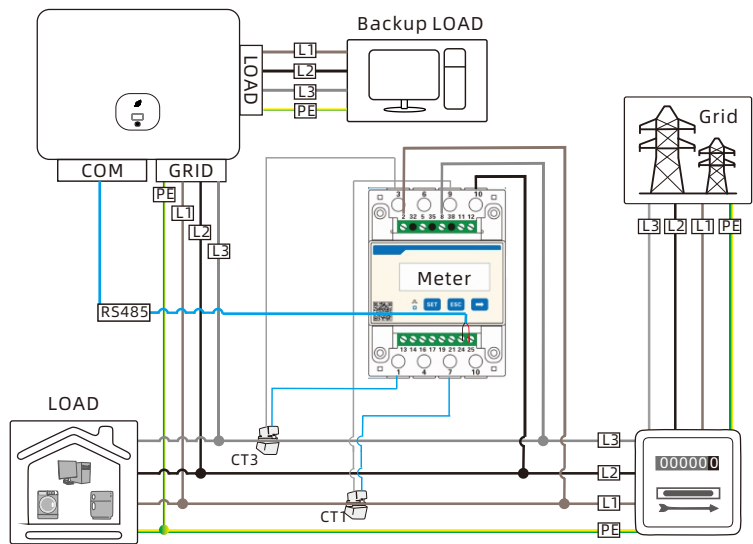 Backup LOAD
L1
L2
L3
PE
LOAD
COM
GRID
PE
L1
L2
L3
Grid
L3
L2
L1
PE
3 6 9 10
2 32 5 35 8 38 11 12
Meter
SET
ESC
RS485
13 14 16 17 19 21 24 25
1 4 7 10
LOAD
CT3
CT1
L3
L2
L1
PE
000000